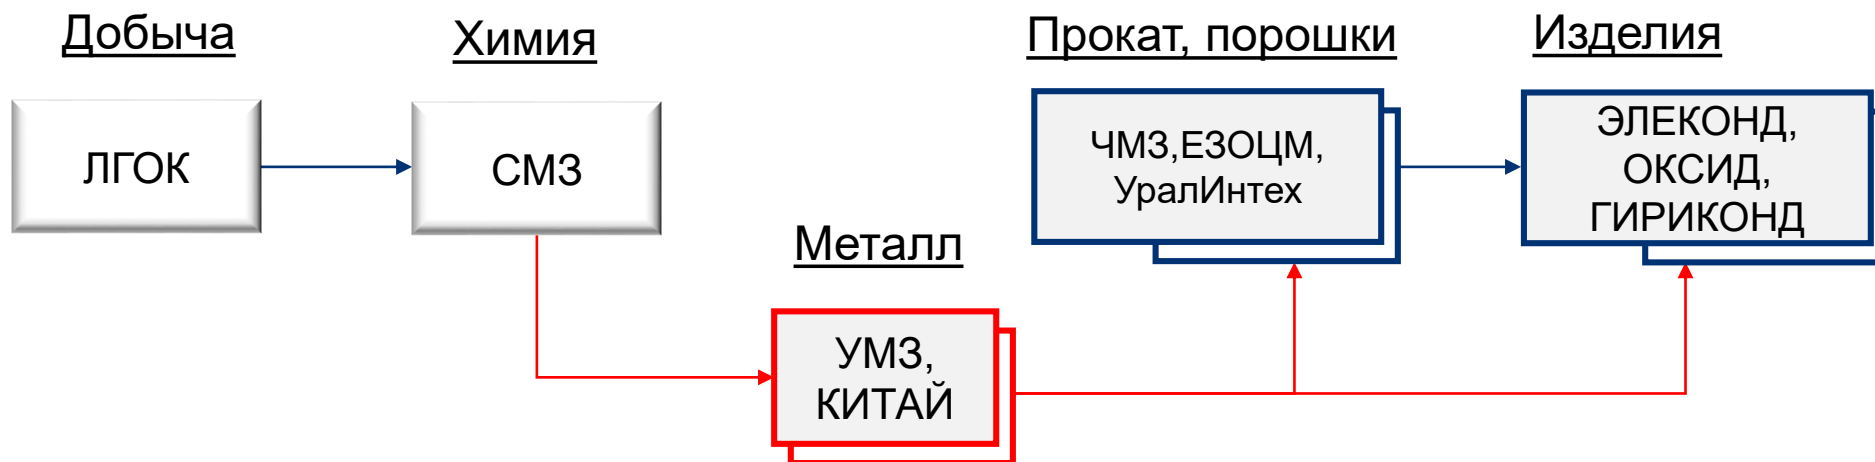 Добыча
Химия
Прокат, порошки
Изделия
ЛГОК
СМЗ
ЧМЗ,ЕЗОЦМ,
УралИнтех
ЭЛЕКОНД,
ОКСИД,
ГИРИКОНД
Металл
УМЗ,
КИТАЙ